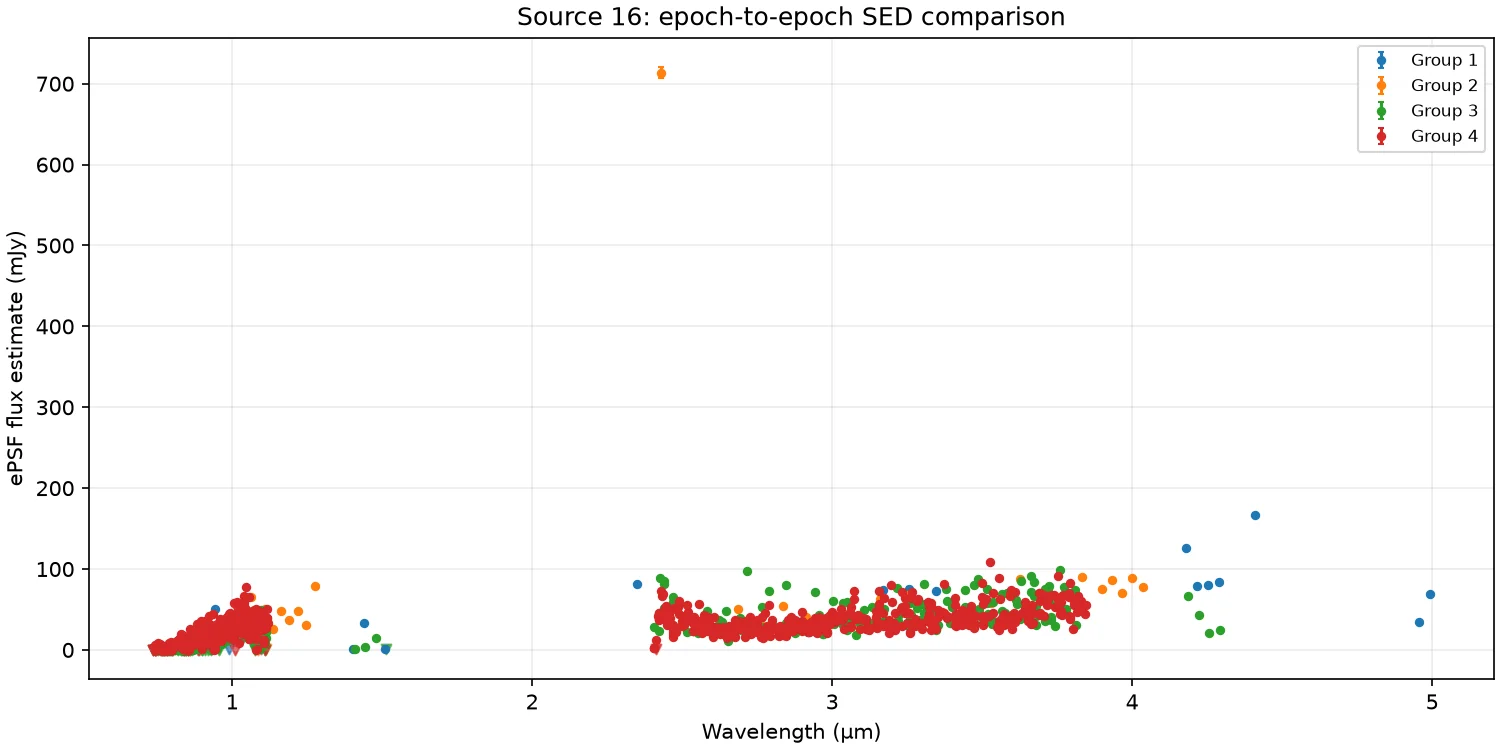 Source 16: epoch-to-epoch SED comparison
Group 1
Group 2
Group 3
Group 4
ePSF flux estimate (mJy)
700
600
500
400
300
200
100
0
1
2
3
4
5
Wavelength (μm)